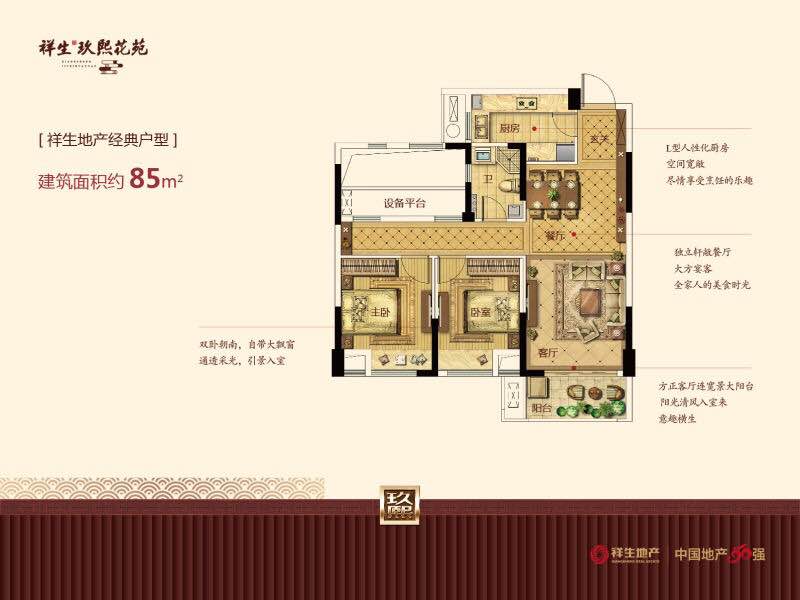 祥生 玖熙花苑
[ 祥生地产经典户型 ]
建筑面积约 85m²
厨房
玄关
卫
设备平台
餐厅
主卧
卧室
客厅
阳台
L型人性化厨房
空间宽敞
尽情享受烹饪的乐趣
独立轩敞餐厅
大方宴客
全家人的美食时光
双卧朝南，自带大飘窗
通透采光，引景入室
方正客厅连宽景大阳台
阳光清风入室来
意趣横生
玖熙
祥生地产
中国地产50强